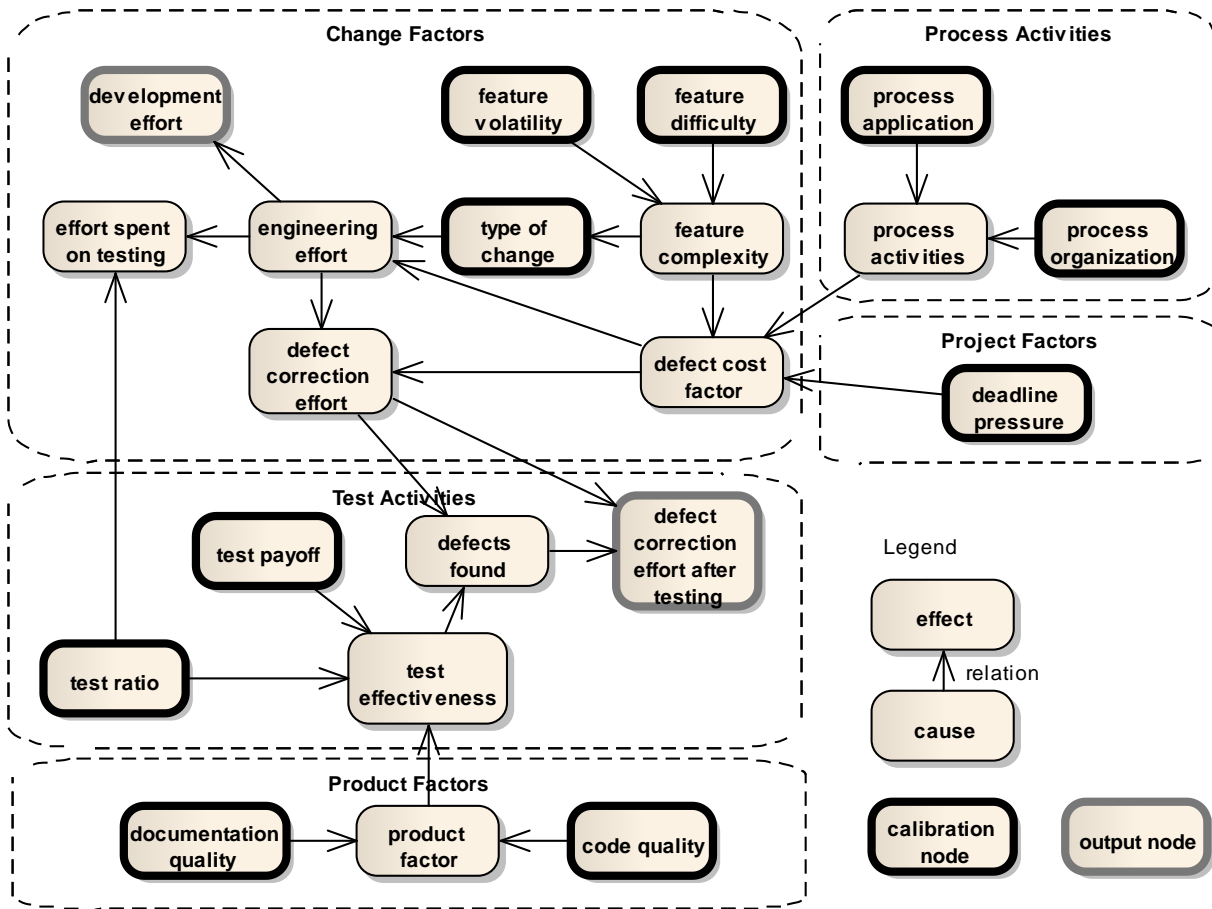 Change Factors
Process Activities
development
effort
feature
volatility
feature
difficulty
process
application
effort spent
on testing
engineering
effort
type of
change
feature
complexity
process
activities
process
organization
defect
correction
effort
defect cost
factor
Project Factors
deadline
pressure
Test Activities
test payoff
defects
found
defect
correction
effort after
testing
test ratio
test
effectiveness
Product Factors
documentation
quality
product
factor
code quality
Legend
effect
relation
cause
calibration
node
output node